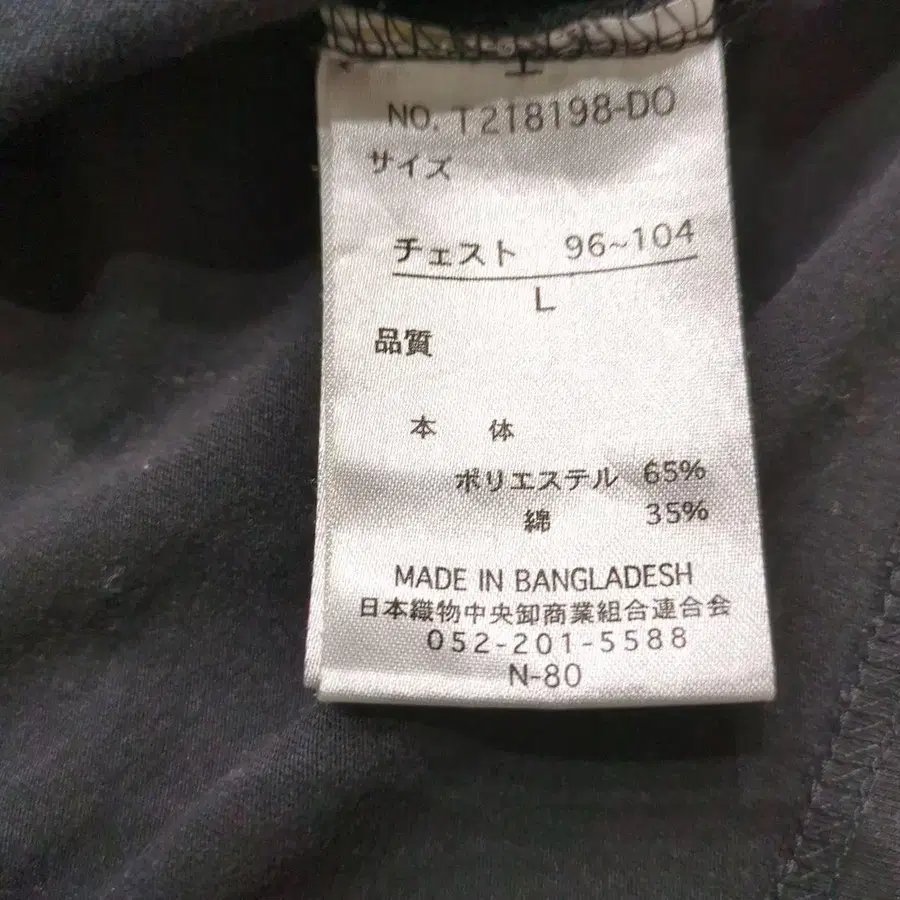 NO. T218198-DO
サイズ
チェスト 96~104
L
品質
本 体
ポリエステル 65%
綿 35%
MADE IN BANGLADESH
日本織物中央卸商業組合連合会
052-201-5588
N-80